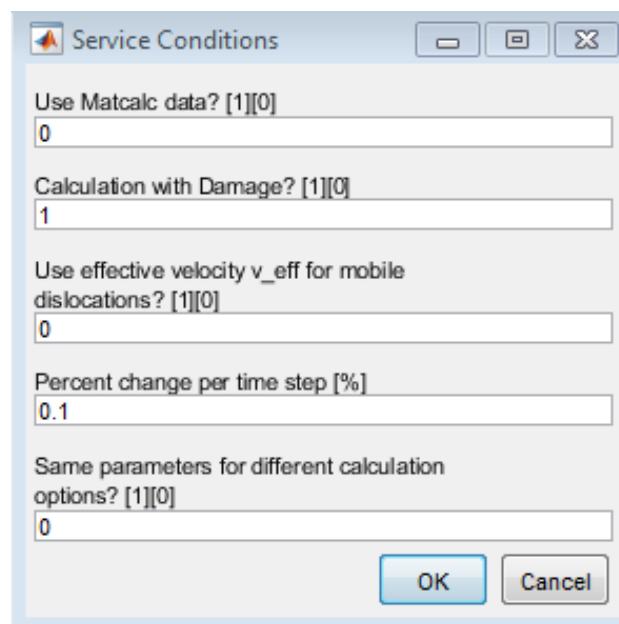 Service Conditions
Use Matcalc data? [1][0]
0
Calculation with Damage? [1][0]
1
Use effective velocity v_eff for mobile
dislocations? [1][0]
0
Percent change per time step [%]
0.1
Same parameters for different calculation
options? [1][0]
0
OK Cancel